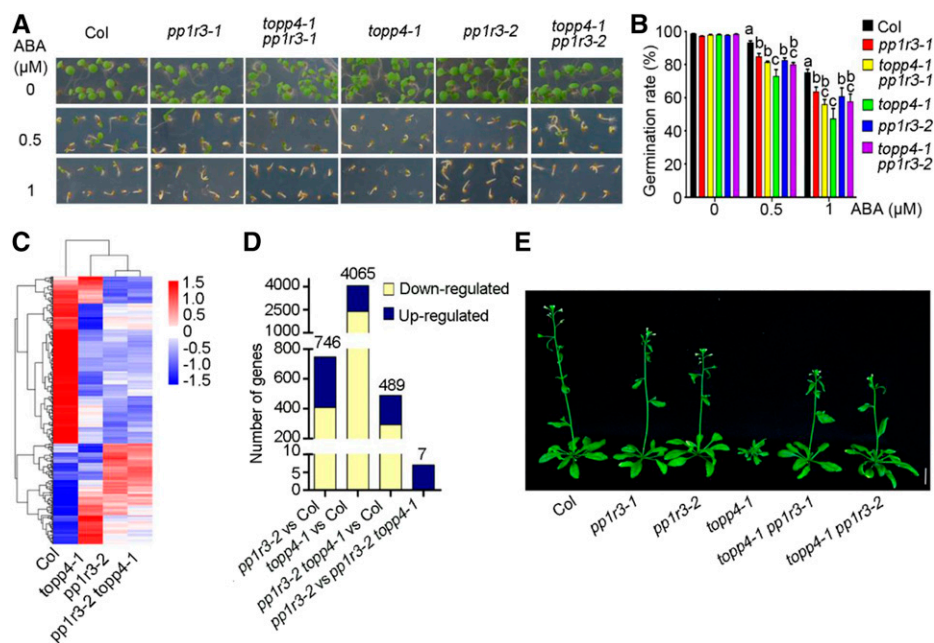 A
ABA
(µM)
Col
pp1r3-1
topp4-1
pp1r3-1
topp4-1
pp1r3-2
topp4-1
pp1r3-2
0
0.5
1
B
Germination rate (%)
100
80
60
40
20
0
a
b
b
c
b
b
c
a
b
b
c
c
b
b
c
0
0.5
1
ABA (µM)
Col
pp1r3-1
topp4-1
pp1r3-1
topp4-1
pp1r3-2
topp4-1
pp1r3-2
C
1.5
1.0
0.5
0
-0.5
-1.0
-1.5
Col
topp4-1
pp1r3-2
pp1r3-2 topp4-1
D
Number of genes
4000
2500
1000
800
600
400
200
10
5
0
746
4065
489
7
Down-regulated
Up-regulated
pp1r3-2 vs Col
topp4-1 vs Col
pp1r3-2 topp4-1 vs Col
pp1r3-2 vs pp1r3-2 topp4-1
E
Col
pp1r3-1
pp1r3-2
topp4-1
topp4-1 pp1r3-1
topp4-1 pp1r3-2